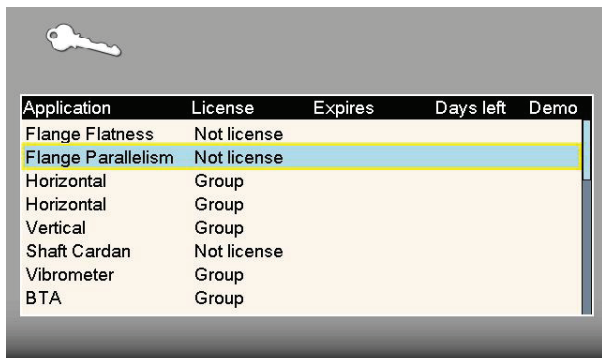 Application License Expires Days left Demo
Flange Flatness Not license
Flange Parallelism Not license
Horizontal Group
Horizontal Group
Vertical Group
Shaft Cardan Not license
Vibrometer Group
BTA Group